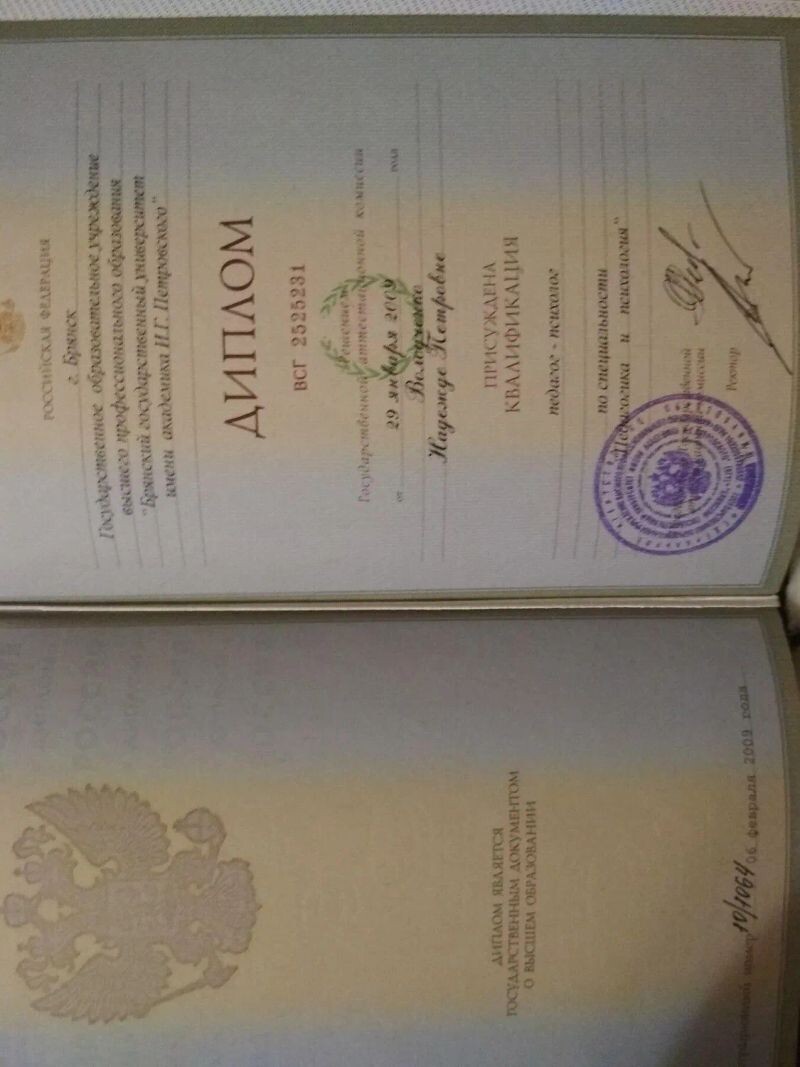 ДИПЛОМ ЯВЛЯЕТСЯ
ГОСУДАРСТВЕННЫМ ДОКУМЕНТОМ
О ВЫСШЕМ ОБРАЗОВАНИИ
номер 10/1064 06 февраля 2009 года
РОССИЙСКАЯ ФЕДЕРАЦИЯ
г. Брянск
Государственное образовательное учреждение
высшего профессионального образования
"Брянский государственный университет
имени академика И.Г. Петровского"
ДИПЛОМ
ВСГ 2525231
Решением
Государственной аттестационной комиссии
от 29 января 2009 года
Надежде Петровне
ПРИСУЖДЕНА
КВАЛИФИКАЦИЯ
педагог - психолог
по специальности
"Педагогика и психология"
комиссии
Ректор